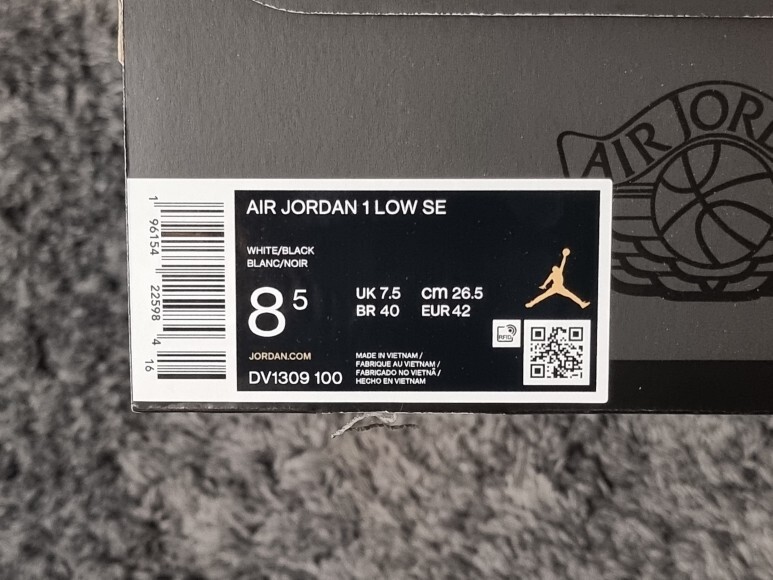 AIR JORDAN
AIR JORDAN 1 LOW SE
WHITE/BLACK
BLANC/NOIR
8 5
UK 7.5 cm 26.5
BR 40 EUR 42
RFID
JORDAN.COM
DV1309 100
MADE IN VIETNAM /
FABRIQUE AU VIETNAM /
FABRICADO NO VIETNÃ /
HECHO EN VIETNAM
1 96154 22598 4 16